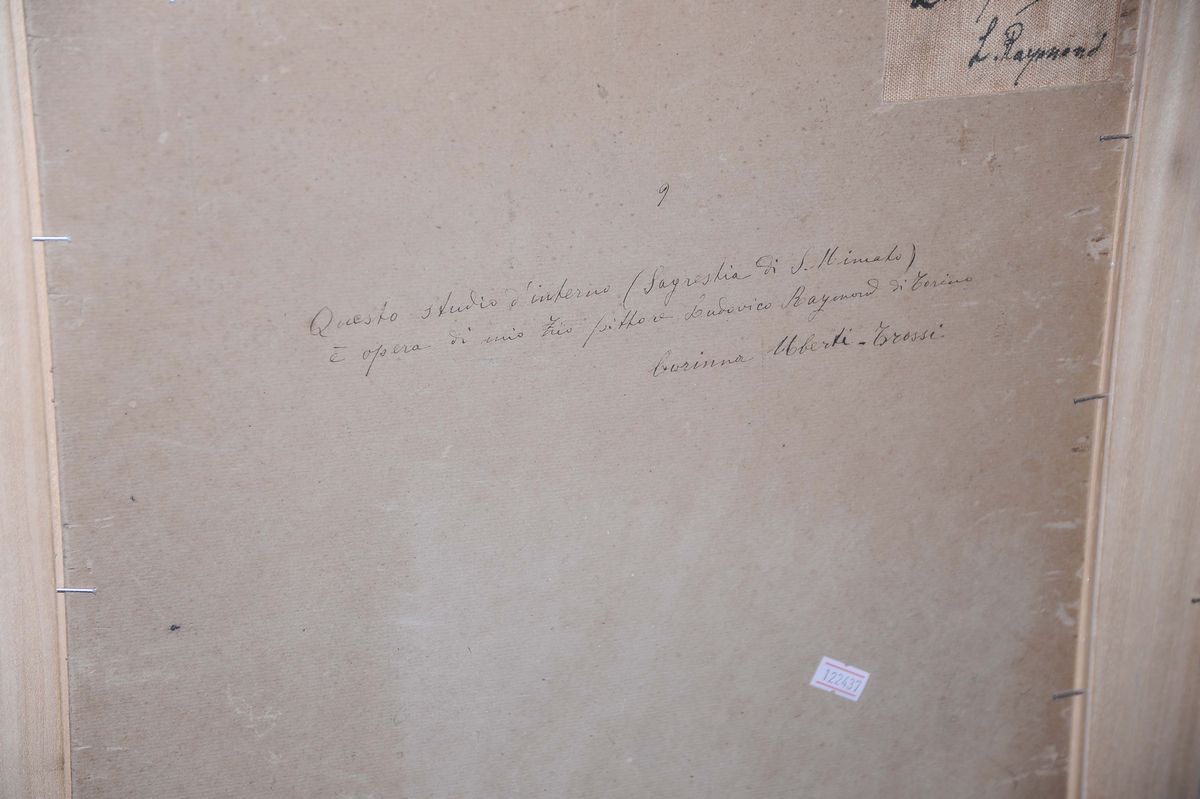 L. Raymond
9
Questo studio d'interno (Sagrestia di S. Miniato)
è opera di mio Zio pittore Ludovico Raymond di Torino
Corinna Uberti-Trossi
122437